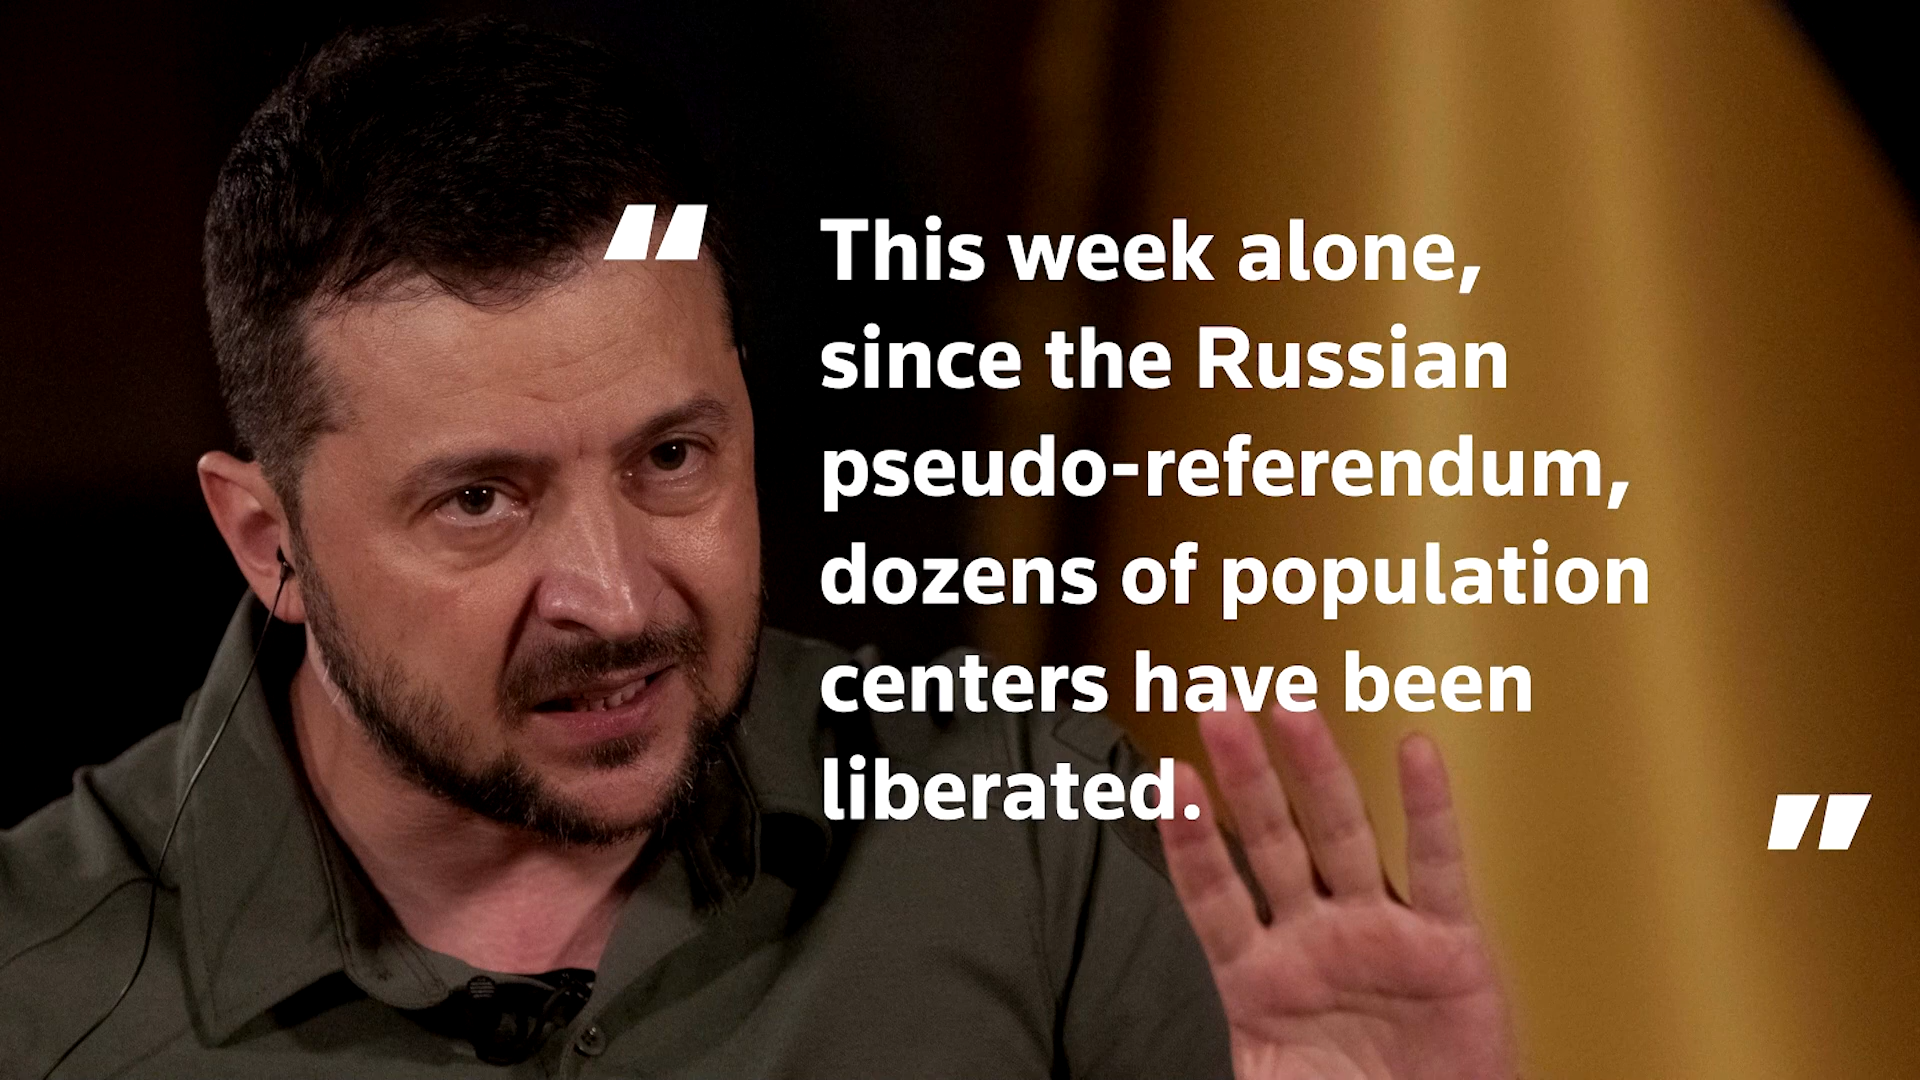 “ This week alone,
since the Russian
pseudo-referendum,
dozens of population
centers have been
liberated. ”